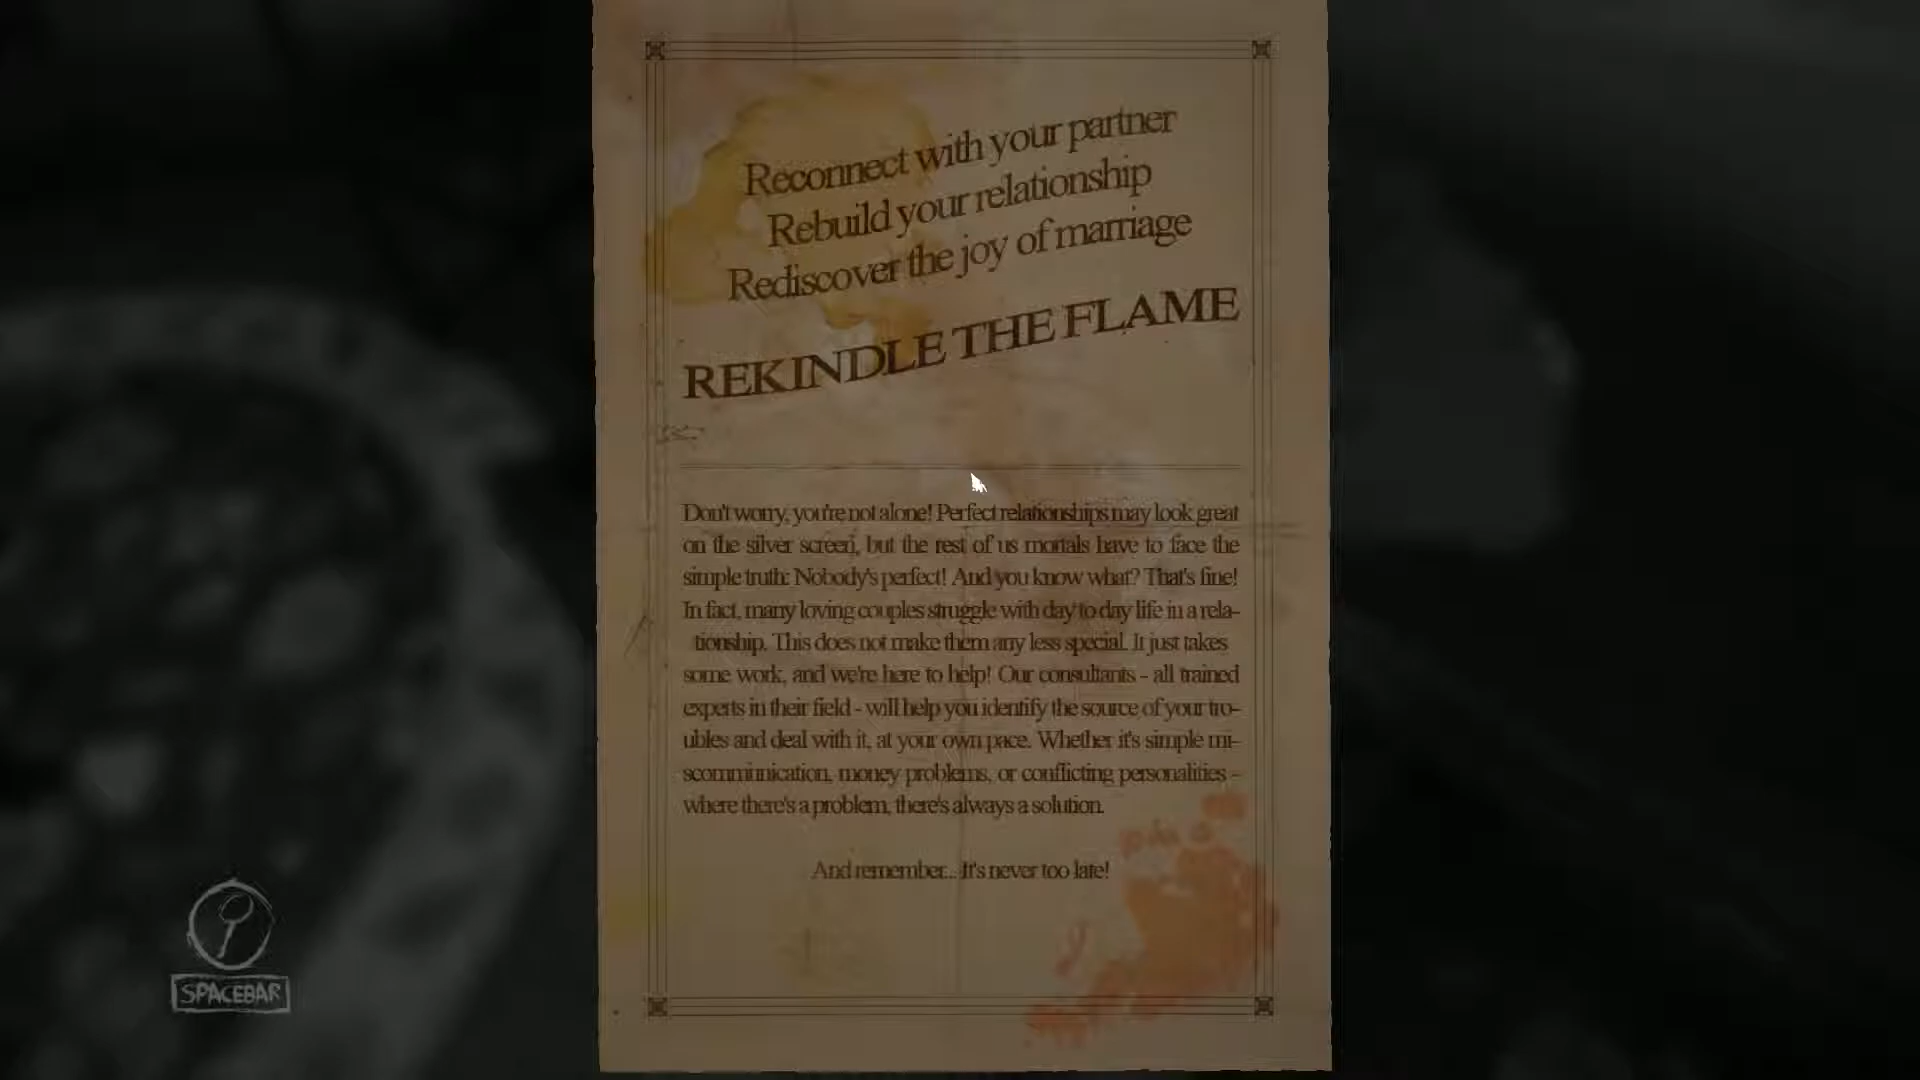 Reconnect with your partner
Rebuild your relationship
Rediscover the joy of marriage
REKINDLE THE FLAME
Don't worry, you're not alone! Perfect relationships may look great
on the silver screen, but the rest of us mortals have to face the
simple truth: Nobody's perfect! And you know what? That's fine!
In fact, many loving couples struggle with day to day life in a rela-
tionship. This does not make them any less special. It just takes
some work, and we're here to help! Our consultants - all trained
experts in their field - will help you identify the source of your tro-
ubles and deal with it, at your own pace. Whether it's simple mi-
scommunication, money problems, or conflicting personalities -
where there's a problem, there's always a solution.
And remember... It's never too late!
SPACEBAR